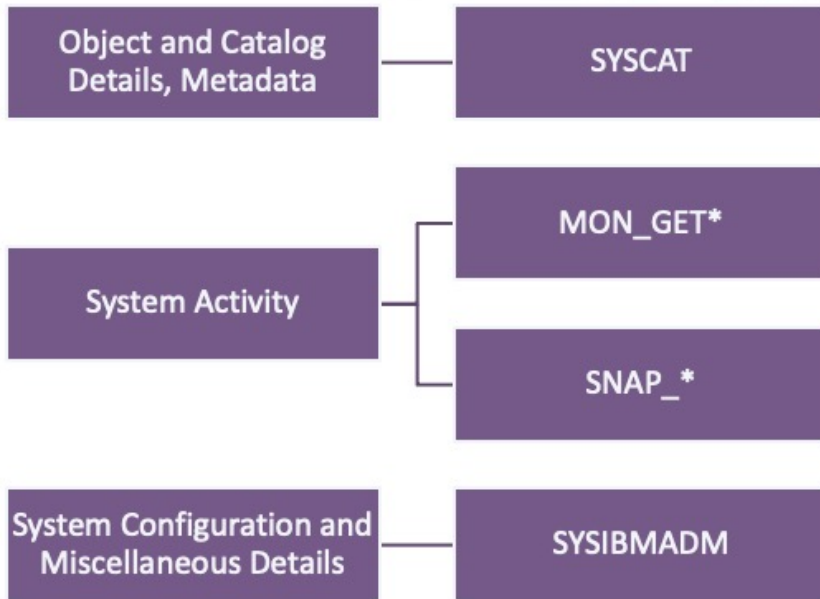 Object and Catalog
Details, Metadata
SYSCAT
System Activity
MON_GET*
SNAP_*
System Configuration and
Miscellaneous Details
SYSIBMADM